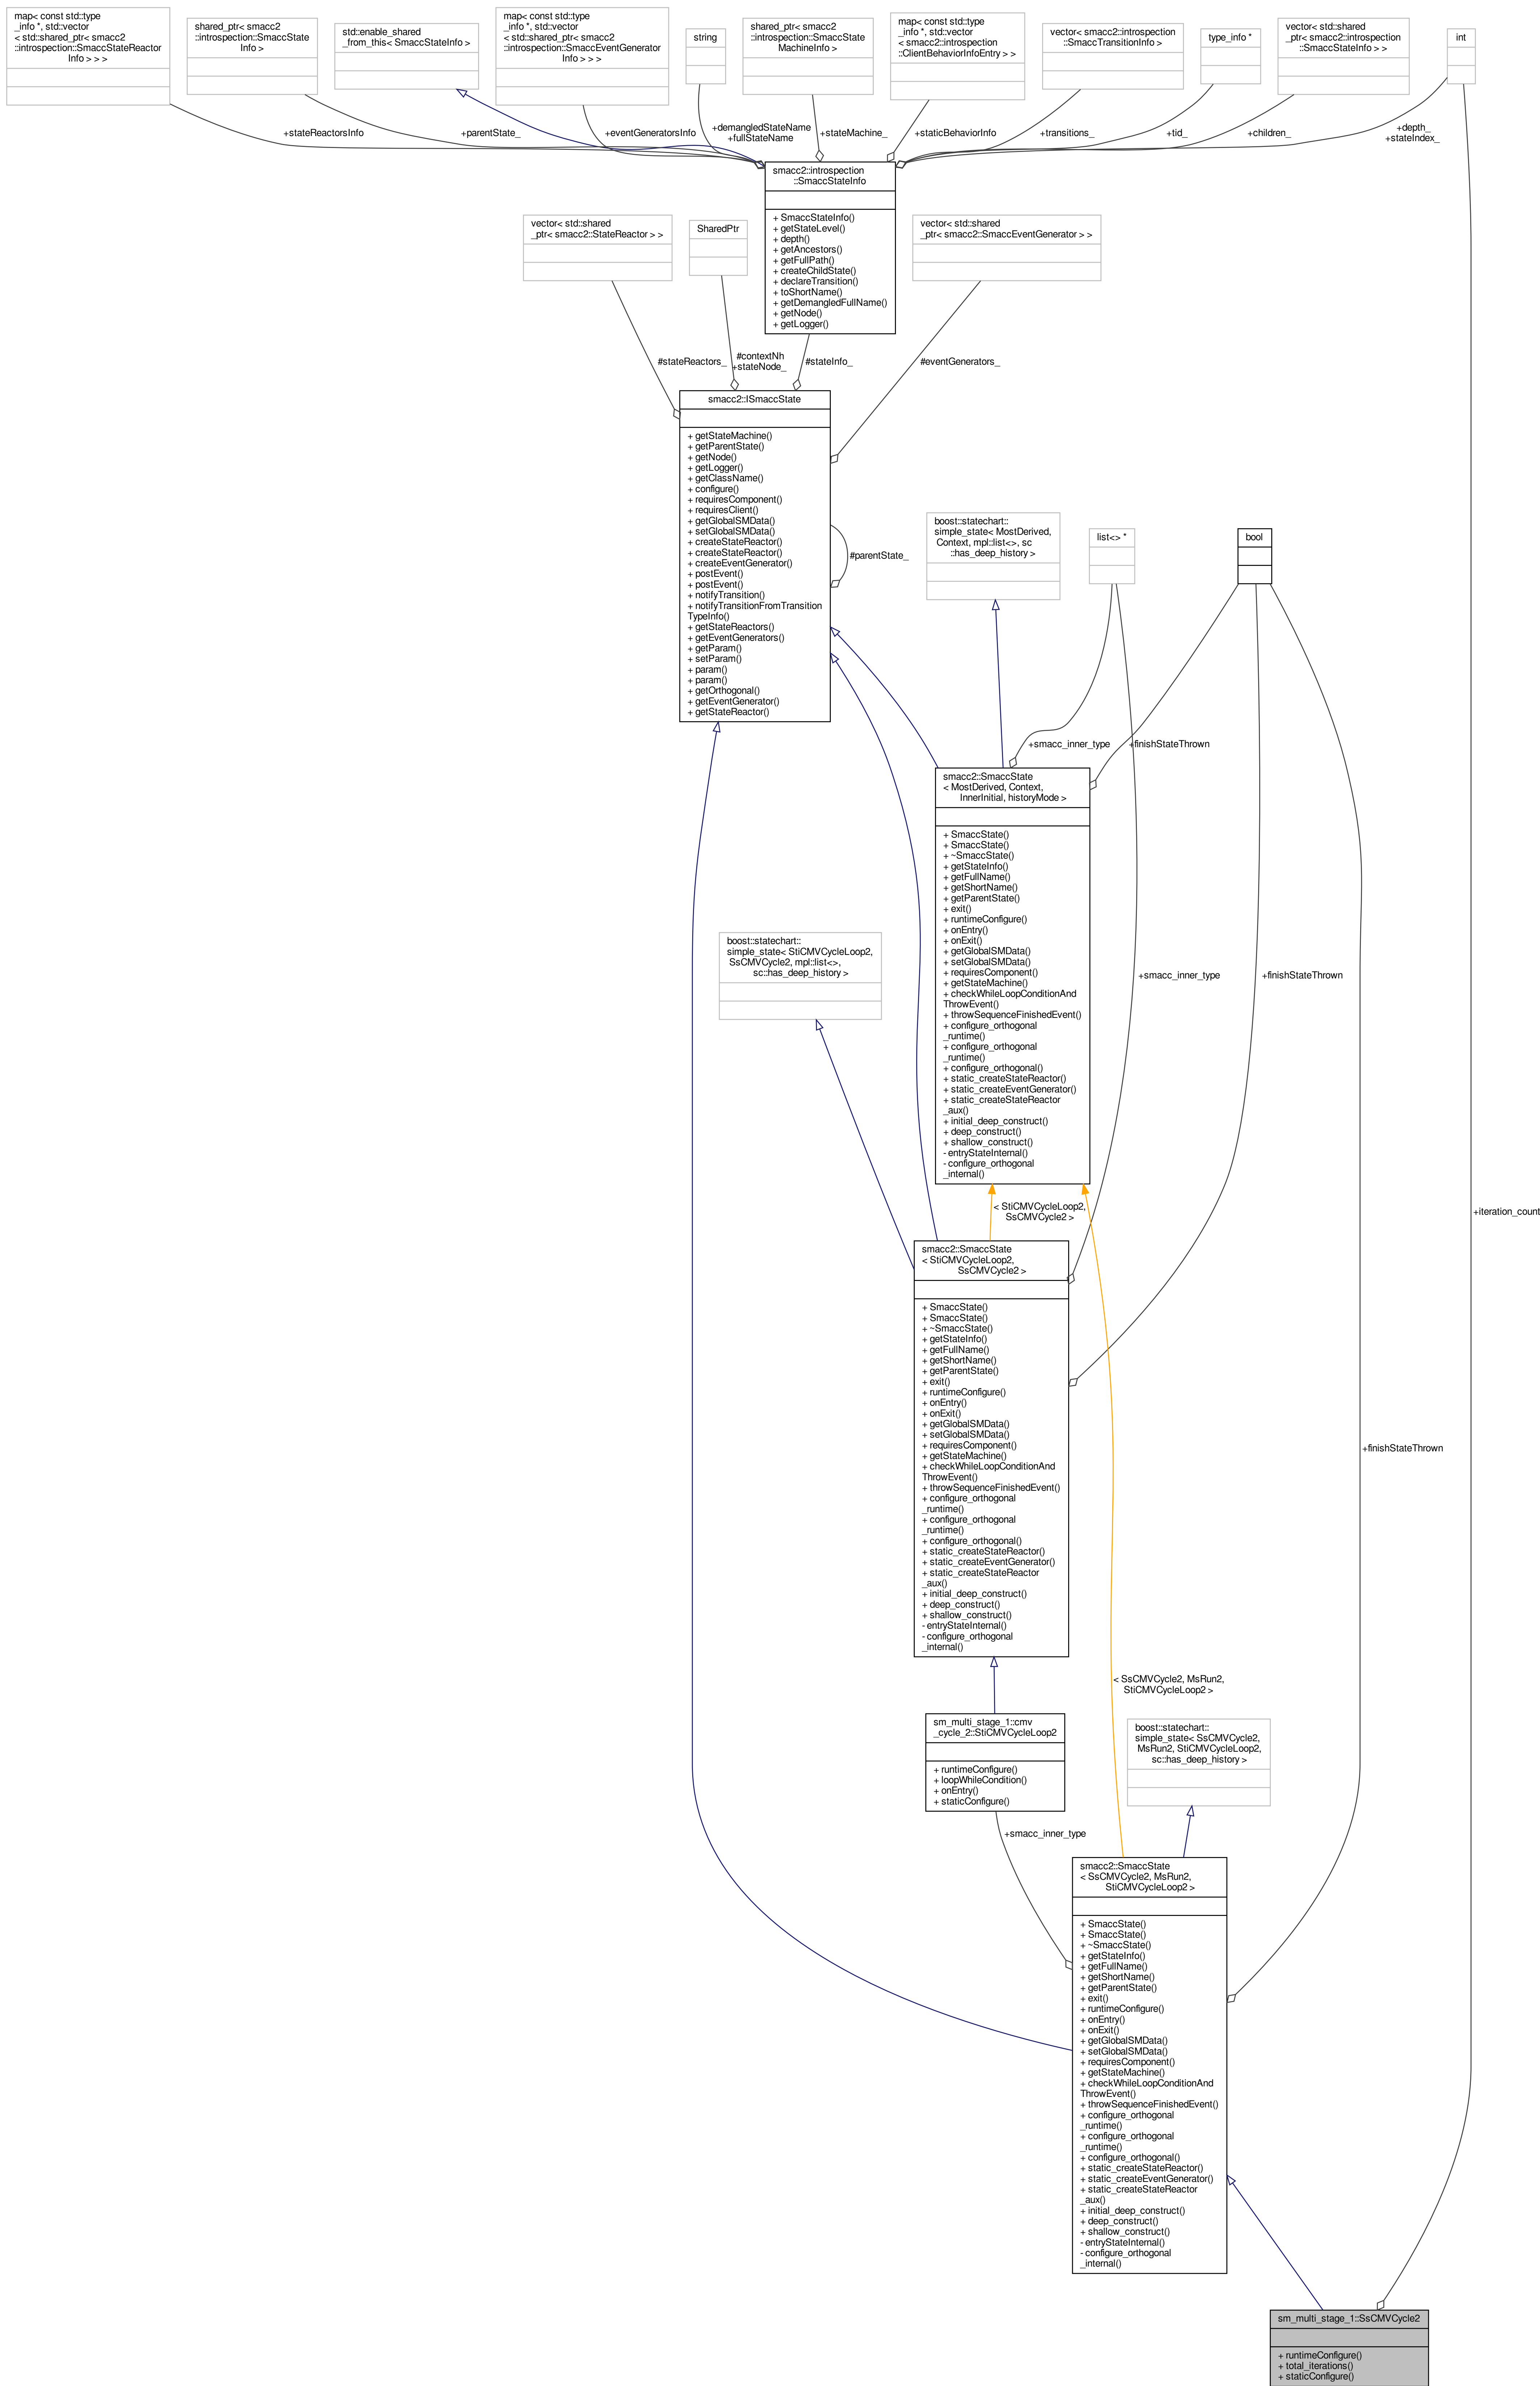 map< const std::type
_info *, std::vector
< std::shared_ptr< smacc2
::introspection::SmaccStateReactor
Info > > >
shared_ptr< smacc2
::introspection::SmaccState
Info >
std::enable_shared
_from_this< SmaccStateInfo >
map< const std::type
_info *, std::vector
< std::shared_ptr< smacc2
::introspection::SmaccEventGenerator
Info > > >
string
shared_ptr< smacc2
::introspection::SmaccState
MachineInfo >
map< const std::type
_info *, std::vector
< smacc2::introspection
::ClientBehaviorInfoEntry > >
vector< smacc2::introspection
::SmaccTransitionInfo >
type_info *
vector< std::shared
_ptr< smacc2::introspection
::SmaccStateInfo > >
int
+stateReactorsInfo
+parentState_
+eventGeneratorsInfo
+demangledStateName
+fullStateName
+stateMachine_
+staticBehaviorInfo
+transitions_
+tid_
+children_
+depth_
+stateIndex_
smacc2::introspection
::SmaccStateInfo
+ SmaccStateInfo()
+ getStateLevel()
+ depth()
+ getAncestors()
+ getFullPath()
+ createChildState()
+ declareTransition()
+ toShortName()
+ getDemangledFullName()
+ getNode()
+ getLogger()
vector< std::shared
_ptr< smacc2::StateReactor > >
SharedPtr
vector< std::shared
_ptr< smacc2::SmaccEventGenerator > >
#stateReactors_
#contextNh
+stateNode_
#stateInfo_
#eventGenerators_
smacc2::ISmaccState
+ getStateMachine()
+ getParentState()
+ getNode()
+ getLogger()
+ getClassName()
+ configure()
+ requiresComponent()
+ requiresClient()
+ getGlobalSMData()
+ setGlobalSMData()
+ createStateReactor()
+ createStateReactor()
+ createEventGenerator()
+ postEvent()
+ postEvent()
+ notifyTransition()
+ notifyTransitionFromTransition
TypeInfo()
+ getStateReactors()
+ getEventGenerators()
+ getParam()
+ setParam()
+ param()
+ param()
+ getOrthogonal()
+ getEventGenerator()
+ getStateReactor()
#parentState_
boost::statechart::
simple_state< MostDerived,
Context, mpl::list<>, sc
::has_deep_history >
list<> *
bool
+smacc_inner_type
+finishStateThrown
smacc2::SmaccState
< MostDerived, Context,
InnerInitial, historyMode >
+ SmaccState()
+ SmaccState()
+ ~SmaccState()
+ getStateInfo()
+ getFullName()
+ getShortName()
+ getParentState()
+ exit()
+ runtimeConfigure()
+ onEntry()
+ onExit()
+ getGlobalSMData()
+ setGlobalSMData()
+ requiresComponent()
+ getStateMachine()
+ checkWhileLoopConditionAnd
ThrowEvent()
+ throwSequenceFinishedEvent()
+ configure_orthogonal
_runtime()
+ configure_orthogonal
_runtime()
+ configure_orthogonal()
+ static_createStateReactor()
+ static_createEventGenerator()
+ static_createStateReactor
_aux()
+ initial_deep_construct()
+ deep_construct()
+ shallow_construct()
- entryStateInternal()
- configure_orthogonal
_internal()
boost::statechart::
simple_state< StiCMVCycleLoop2,
SsCMVCycle2, mpl::list<>,
sc::has_deep_history >
+smacc_inner_type
+finishStateThrown
< StiCMVCycleLoop2,
SsCMVCycle2 >
+iteration_count
smacc2::SmaccState
< StiCMVCycleLoop2,
SsCMVCycle2 >
+ SmaccState()
+ SmaccState()
+ ~SmaccState()
+ getStateInfo()
+ getFullName()
+ getShortName()
+ getParentState()
+ exit()
+ runtimeConfigure()
+ onEntry()
+ onExit()
+ getGlobalSMData()
+ setGlobalSMData()
+ requiresComponent()
+ getStateMachine()
+ checkWhileLoopConditionAnd
ThrowEvent()
+ throwSequenceFinishedEvent()
+ configure_orthogonal
_runtime()
+ configure_orthogonal
_runtime()
+ configure_orthogonal()
+ static_createStateReactor()
+ static_createEventGenerator()
+ static_createStateReactor
_aux()
+ initial_deep_construct()
+ deep_construct()
+ shallow_construct()
- entryStateInternal()
- configure_orthogonal
_internal()
+finishStateThrown
< SsCMVCycle2, MsRun2,
StiCMVCycleLoop2 >
sm_multi_stage_1::cmv
_cycle_2::StiCMVCycleLoop2
+ runtimeConfigure()
+ loopWhileCondition()
+ onEntry()
+ staticConfigure()
boost::statechart::
simple_state< SsCMVCycle2,
MsRun2, StiCMVCycleLoop2,
sc::has_deep_history >
+smacc_inner_type
smacc2::SmaccState
< SsCMVCycle2, MsRun2,
StiCMVCycleLoop2 >
+ SmaccState()
+ SmaccState()
+ ~SmaccState()
+ getStateInfo()
+ getFullName()
+ getShortName()
+ getParentState()
+ exit()
+ runtimeConfigure()
+ onEntry()
+ onExit()
+ getGlobalSMData()
+ setGlobalSMData()
+ requiresComponent()
+ getStateMachine()
+ checkWhileLoopConditionAnd
ThrowEvent()
+ throwSequenceFinishedEvent()
+ configure_orthogonal
_runtime()
+ configure_orthogonal
_runtime()
+ configure_orthogonal()
+ static_createStateReactor()
+ static_createEventGenerator()
+ static_createStateReactor
_aux()
+ initial_deep_construct()
+ deep_construct()
+ shallow_construct()
- entryStateInternal()
- configure_orthogonal
_internal()
sm_multi_stage_1::SsCMVCycle2
+ runtimeConfigure()
+ total_iterations()
+ staticConfigure()